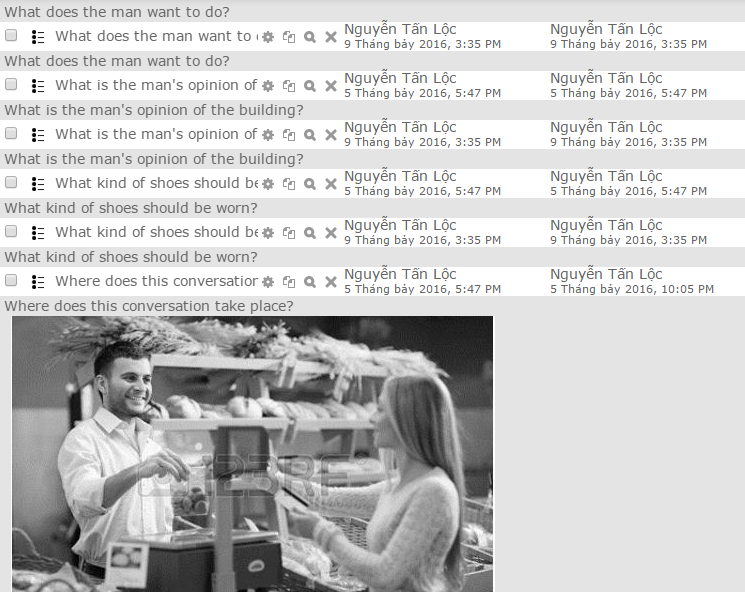 What does the man want to do?
What does the man want to Nguyễn Tấn Lộc Nguyễn Tấn Lộc
9 Tháng bảy 2016, 3:35 PM 9 Tháng bảy 2016, 3:35 PM
What does the man want to do?
What is the man's opinion of Nguyễn Tấn Lộc Nguyễn Tấn Lộc
5 Tháng bảy 2016, 5:47 PM 5 Tháng bảy 2016, 5:47 PM
What is the man's opinion of the building?
What is the man's opinion of Nguyễn Tấn Lộc Nguyễn Tấn Lộc
9 Tháng bảy 2016, 3:35 PM 9 Tháng bảy 2016, 3:35 PM
What is the man's opinion of the building?
What kind of shoes should be Nguyễn Tấn Lộc Nguyễn Tấn Lộc
5 Tháng bảy 2016, 5:47 PM 5 Tháng bảy 2016, 5:47 PM
What kind of shoes should be worn?
What kind of shoes should be Nguyễn Tấn Lộc Nguyễn Tấn Lộc
9 Tháng bảy 2016, 3:35 PM 9 Tháng bảy 2016, 3:35 PM
What kind of shoes should be worn?
Where does this conversation Nguyễn Tấn Lộc Nguyễn Tấn Lộc
5 Tháng bảy 2016, 5:47 PM 5 Tháng bảy 2016, 10:05 PM
Where does this conversation take place?
123RF